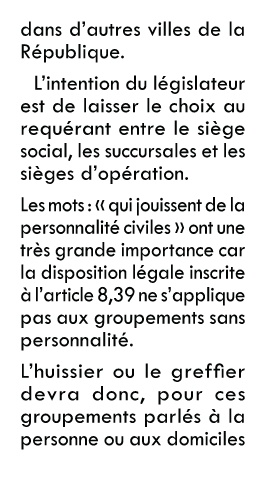 dans d'autres villes de la
République.
L'intention du législateur
est de laisser le choix au
requérant entre le siège
social, les succursales et les
sièges d'opération.
Les mots : « qui jouissent de la
personnalité civiles » ont une
très grande importance car
la disposition légale inscrite
à l'article 8,39 ne s'applique
pas aux groupements sans
personnalité.
L'huissier ou le greffier
devra donc, pour ces
groupements parlés à la
personne ou aux domiciles